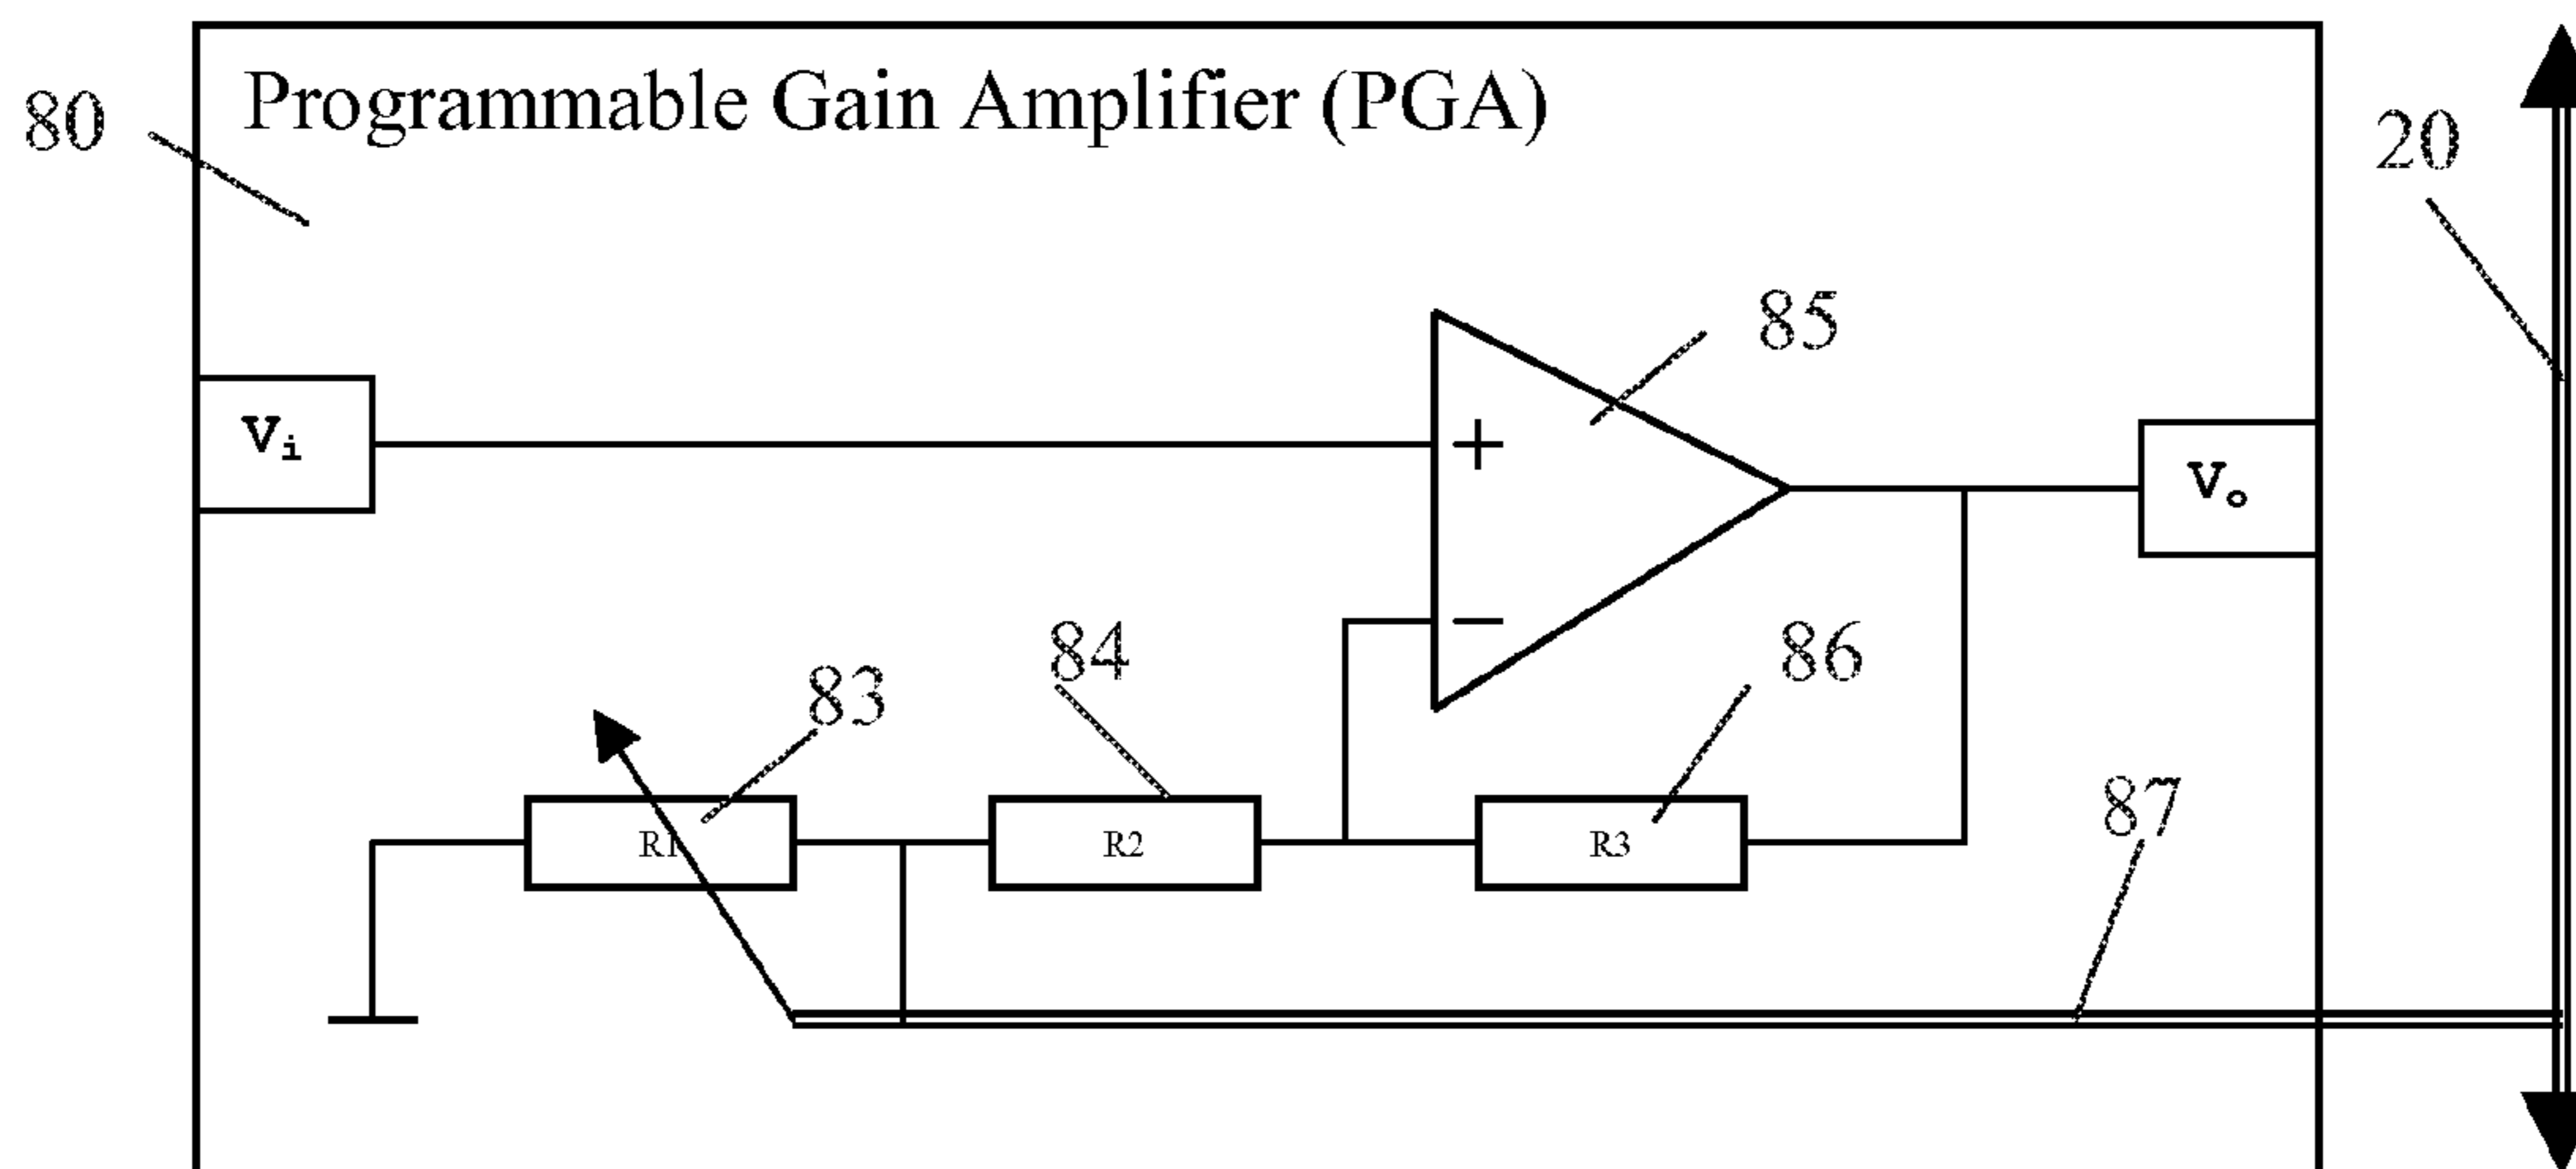 Programmable Gain Amplifier (PGA)
80
20
85
vi
+
vo
−
84
86
83
87
R1
R2
R3